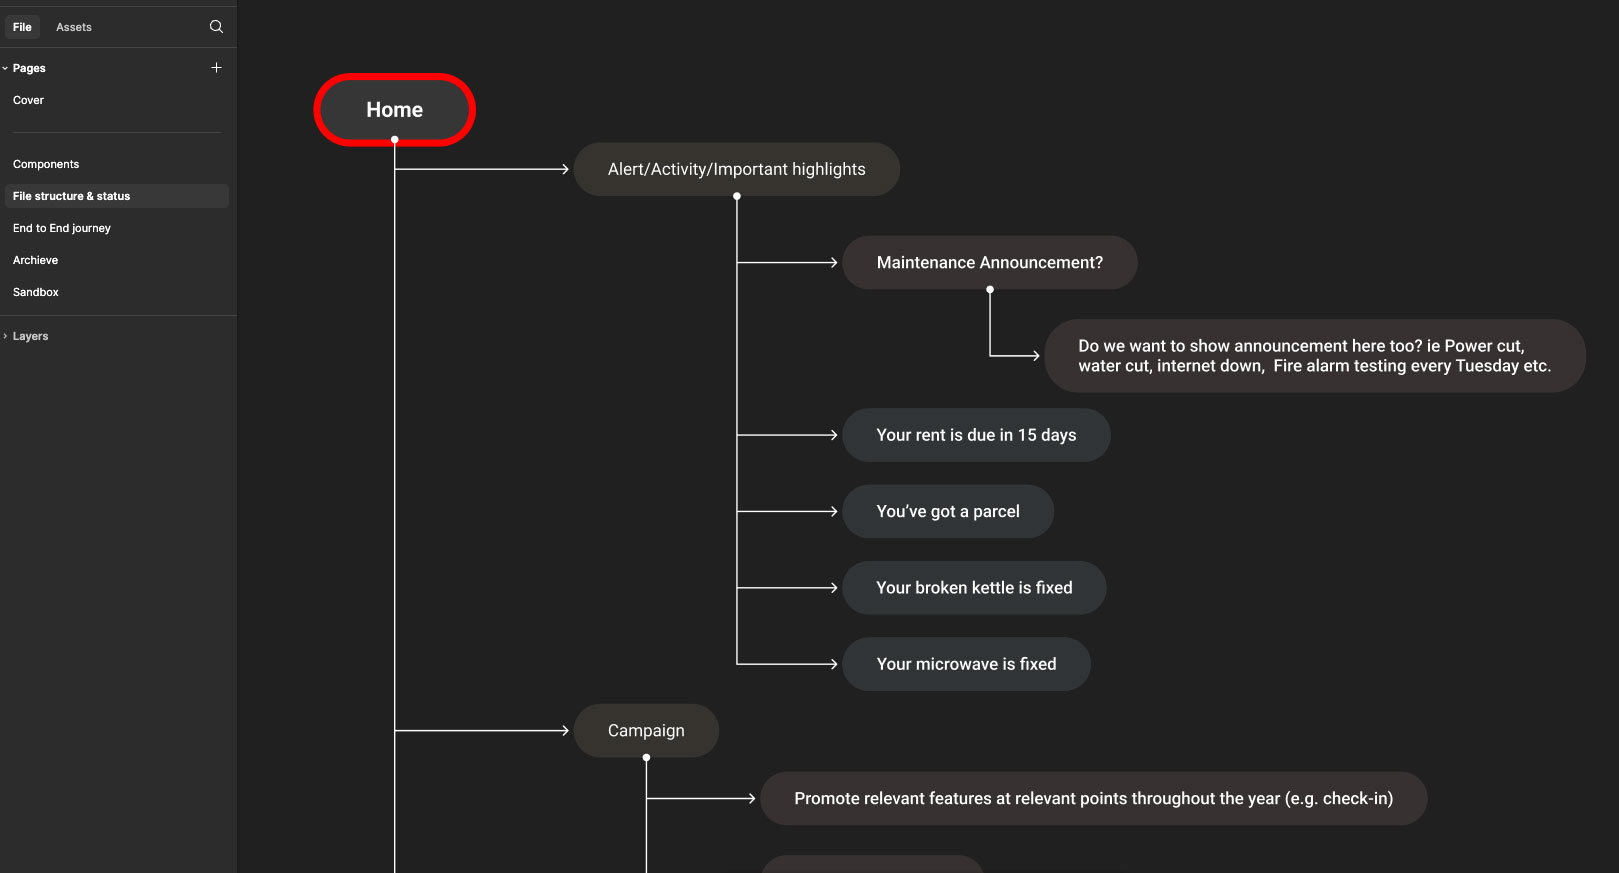 File
Assets
Pages
Cover
Components
File structure & status
End to End journey
Archieve
Sandbox
Layers
Home
Alert/Activity/Important highlights
Maintenance Announcement?
Do we want to show announcement here too? ie Power cut,
water cut, internet down,  Fire alarm testing every Tuesday etc.
Your rent is due in 15 days
You’ve got a parcel
Your broken kettle is fixed
Your microwave is fixed
Campaign
Promote relevant features at relevant points throughout the year (e.g. check-in)